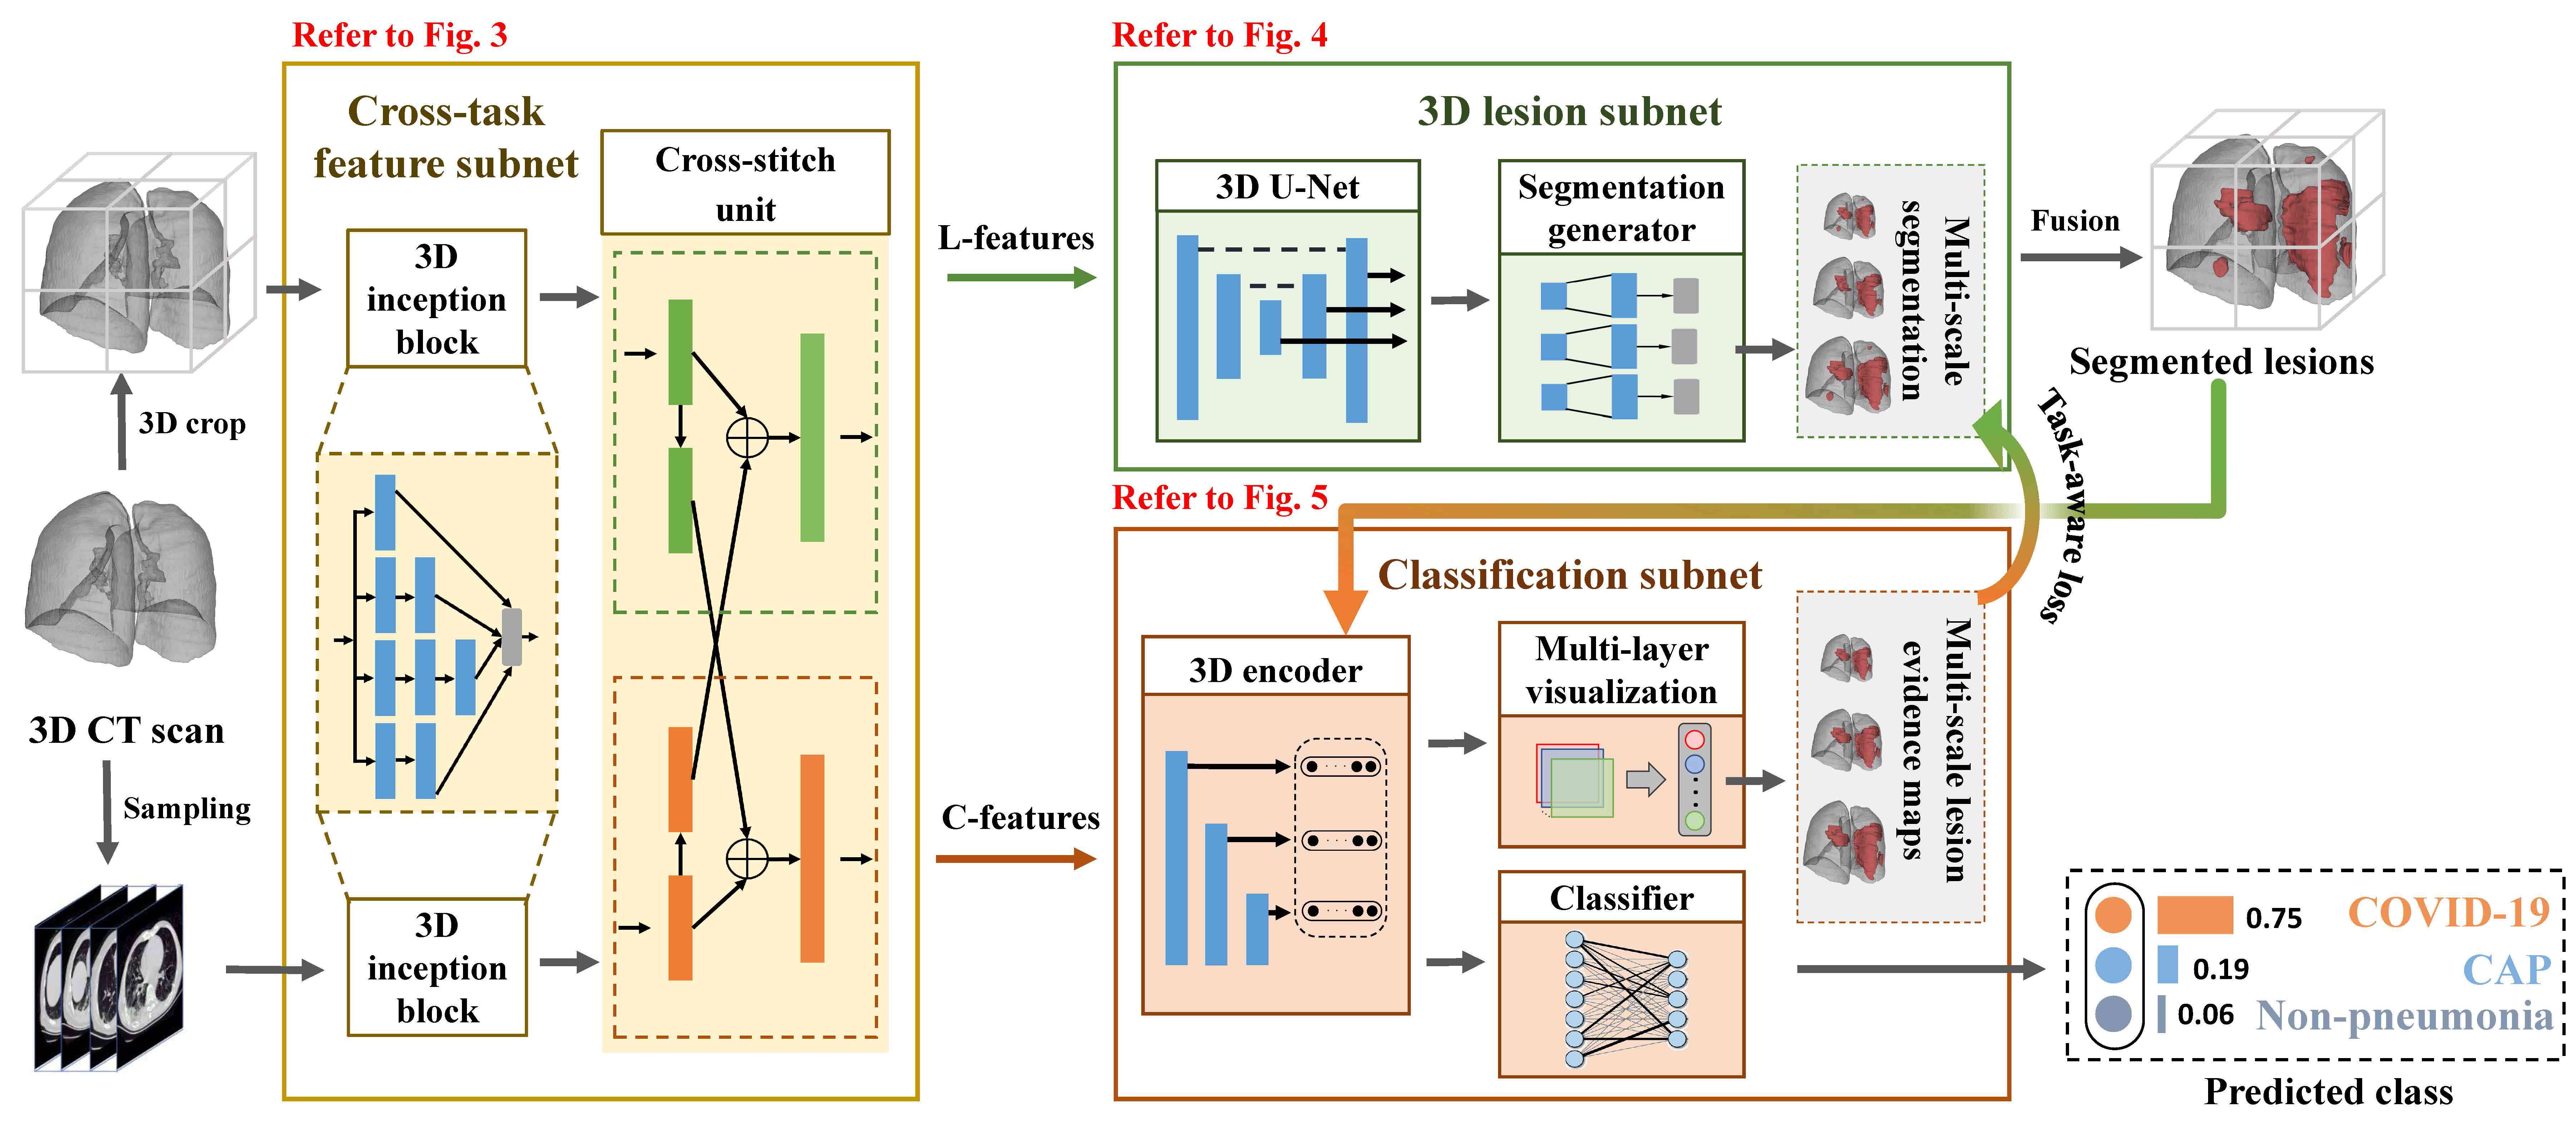 Refer to Fig. 3
Refer to Fig. 4
Cross-task
feature subnet
Cross-stitch
unit
3D
inception
block
3D crop
3D CT scan
Sampling
3D
inception
block
L-features
C-features
3D lesion subnet
3D U-Net
Segmentation
generator
Multi-scale
segmentation
Fusion
Segmented lesions
Task-aware loss
Refer to Fig. 5
Classification subnet
3D encoder
Multi-layer
visualization
Multi-scale lesion
evidence maps
Classifier
0.75 COVID-19
0.19 CAP
0.06 Non-pneumonia
Predicted class